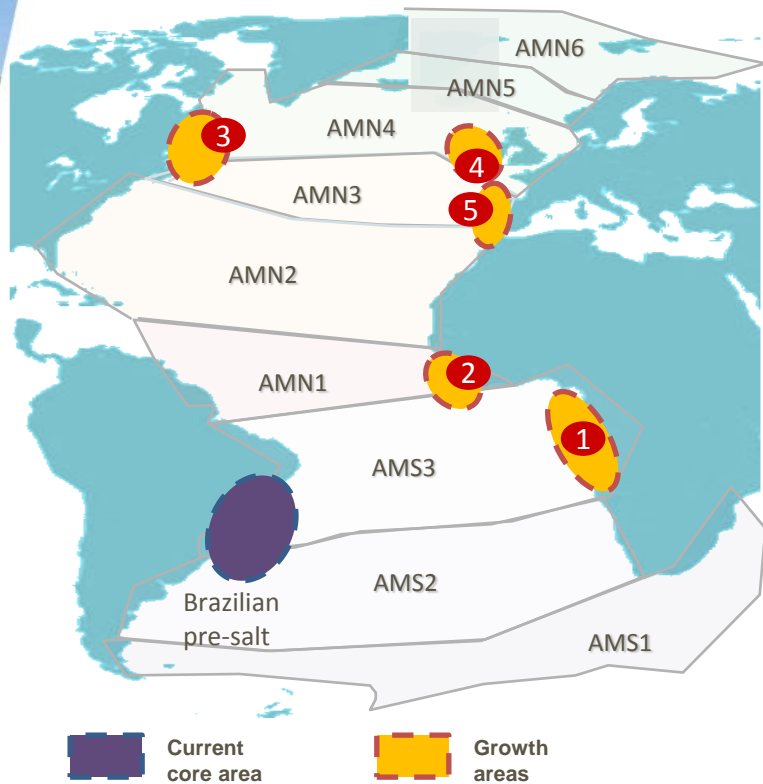 AMN6
AMN5
AMN4
3
4
AMN3
5
AMN2
2
AMN1
1
AMS3
AMS2
Brazilian
pre-salt
AMS1
Current
core area
Growth
areas